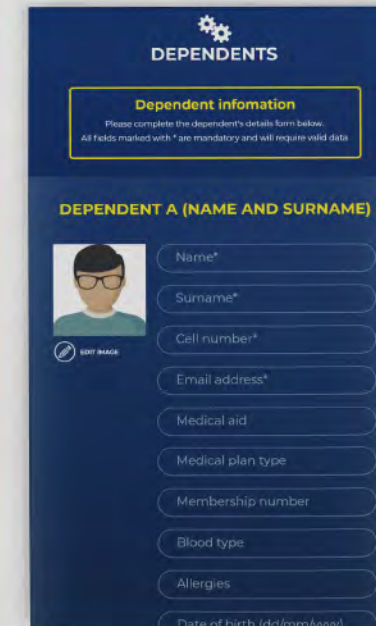 DEPENDENTS
Dependent infomation
Please complete the dependent's details form below.
All fields marked with * are mandatory and will require valid data
DEPENDENT A (NAME AND SURNAME)
Name*
Surname*
Cell number*
EDIT IMAGE
Email address*
Medical aid
Medical plan type
Membership number
Blood type
Allergies
Date of birth (dd/mm/yyyy)